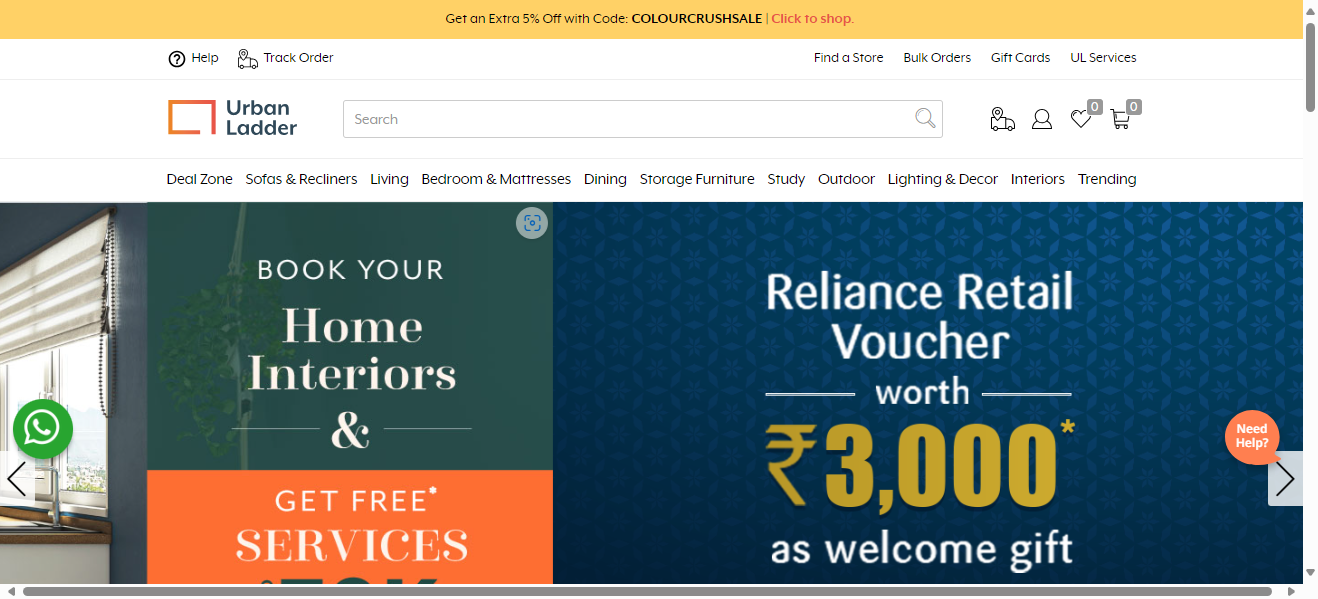 Get an Extra 5% Off with Code: COLOURCRUSHSALE | Click to shop.
Help
Track Order
Find a Store
Bulk Orders
Gift Cards
UL Services
Urban
Ladder
Search
0
0
Deal Zone
Sofas & Recliners
Living
Bedroom & Mattresses
Dining
Storage Furniture
Study
Outdoor
Lighting & Decor
Interiors
Trending
BOOK YOUR
Home
Interiors
&
GET FREE*
SERVICES
Reliance Retail
Voucher
worth
₹3,000*
as welcome gift
Need
Help?